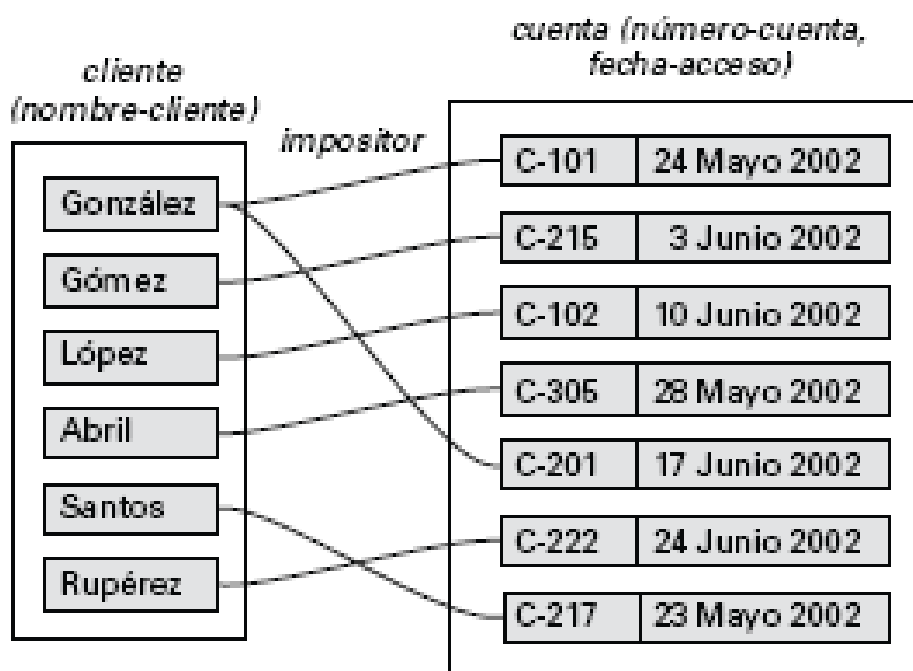 cliente
(nombre-cliente)
impositor
cuenta (número-cuenta,
fecha-acceso)
González
Gómez
López
Abril
Santos
Rupérez
C-101 24 Mayo 2002
C-215 3 Junio 2002
C-102 10 Junio 2002
C-305 28 Mayo 2002
C-201 17 Junio 2002
C-222 24 Junio 2002
C-217 23 Mayo 2002